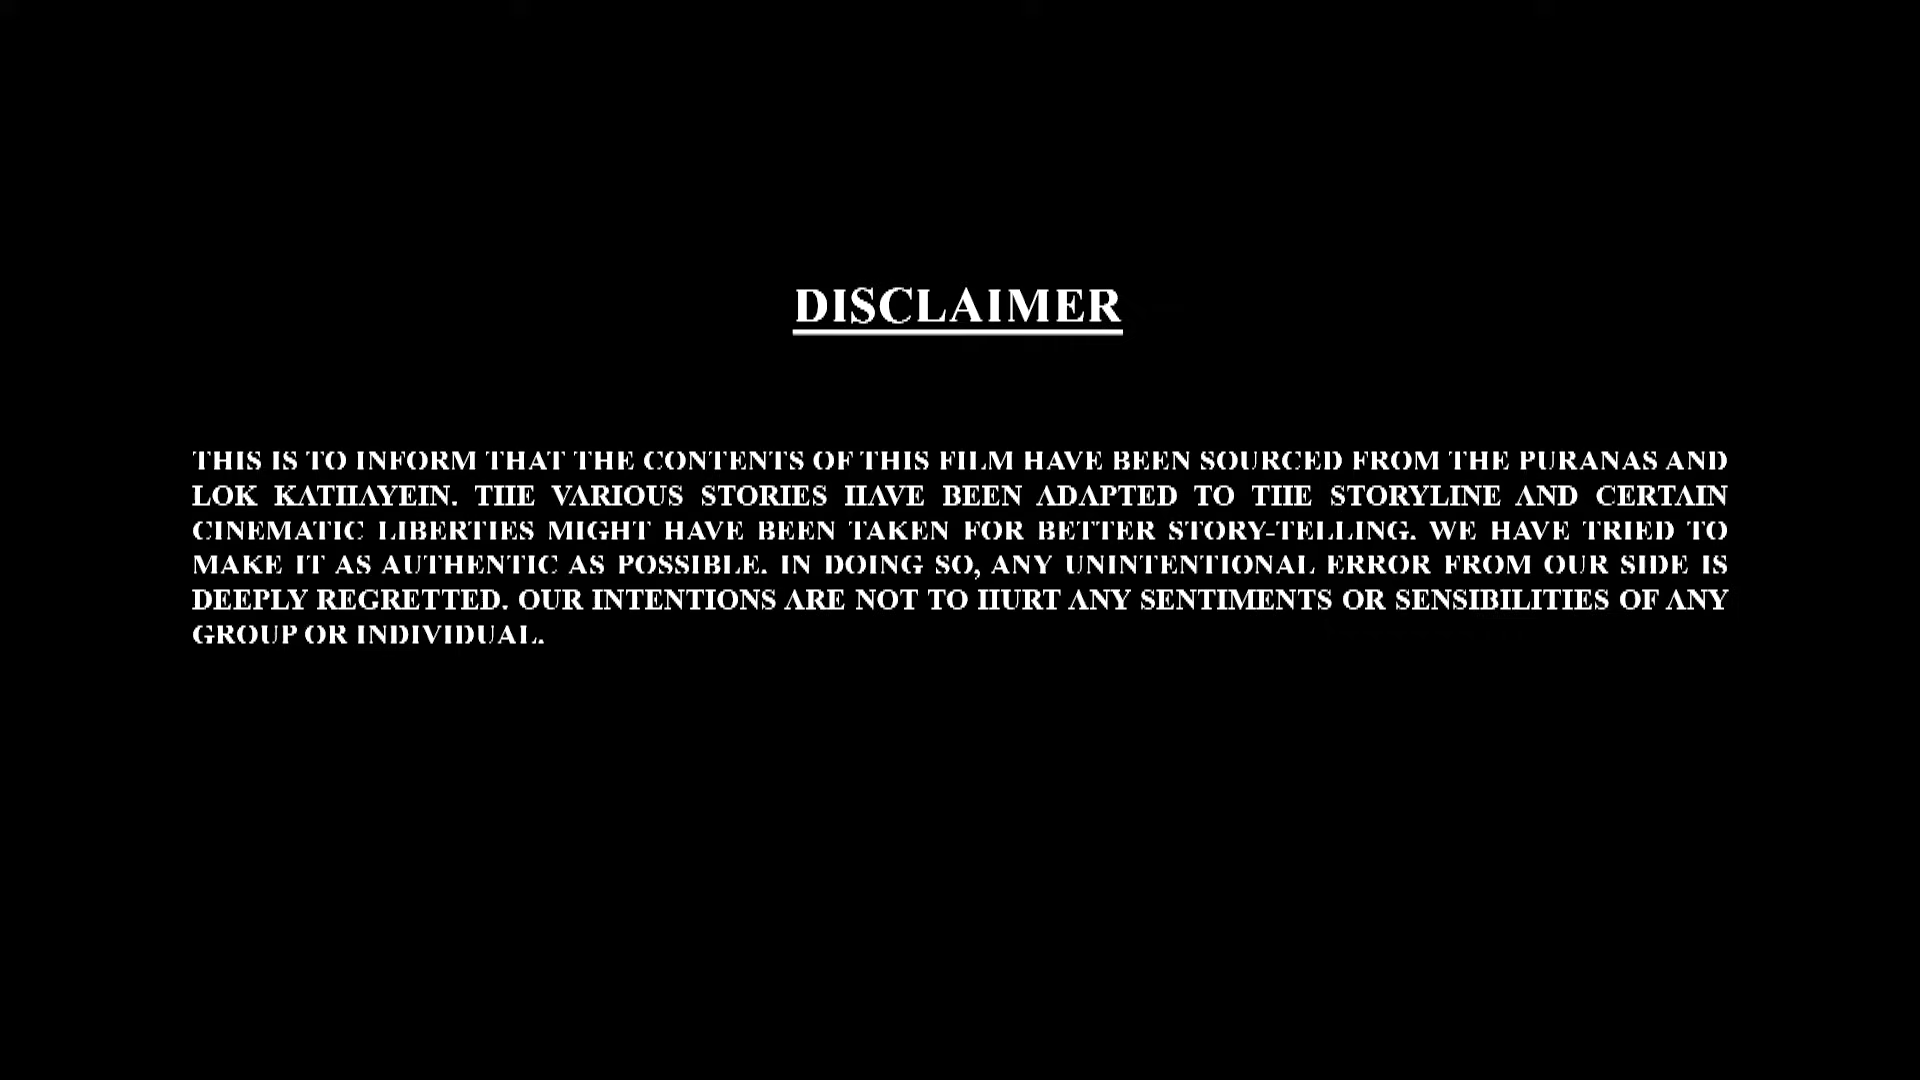 DISCLAIMER
THIS IS TO INFORM THAT THE CONTENTS OF THIS FILM HAVE BEEN SOURCED FROM THE PURANAS AND
LOK KATHAYEIN. THE VARIOUS STORIES HAVE BEEN ADAPTED TO THE STORYLINE AND CERTAIN
CINEMATIC LIBERTIES MIGHT HAVE BEEN TAKEN FOR BETTER STORY-TELLING. WE HAVE TRIED TO
MAKE IT AS AUTHENTIC AS POSSIBLE. IN DOING SO, ANY UNINTENTIONAL ERROR FROM OUR SIDE IS
DEEPLY REGRETTED. OUR INTENTIONS ARE NOT TO HURT ANY SENTIMENTS OR SENSIBILITIES OF ANY
GROUP OR INDIVIDUAL.